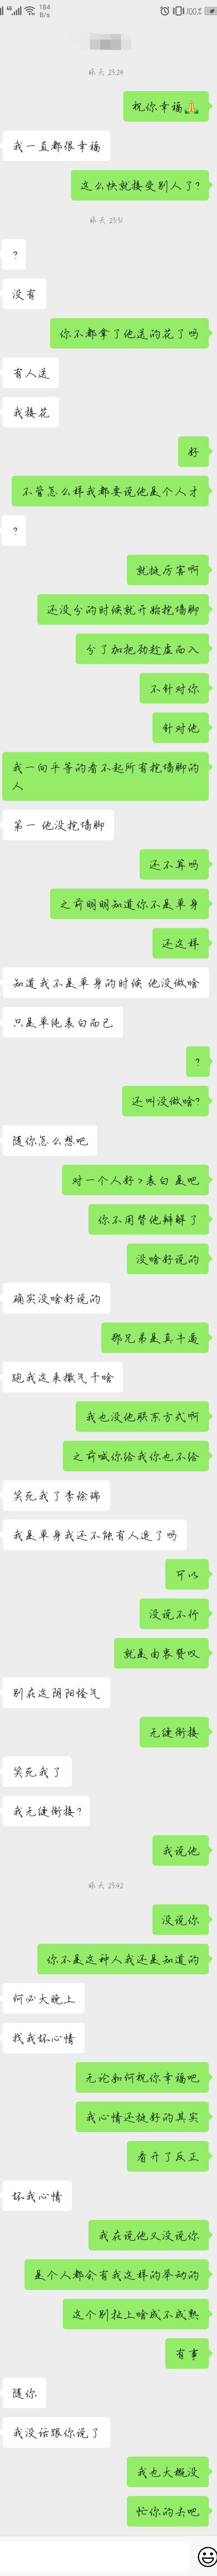 4G 184 B/s 100%
昨天 23:24
祝你幸福🙏
我一直都很幸福
这么快就接受别人了?
昨天 23:31
?
没有
你不都拿了他送的花了吗
有人送
我接花
好
不管怎么样我都要说他是个人才
?
就挺厉害啊
还没分的时候就开始挖墙脚
分了加把劲趁虚而入
不针对你
针对他
我一向平等的看不起所有挖墙脚的
人
第一 他没挖墙脚
还不算吗
之前明明知道你不是单身
还这样
知道我不是单身的时候 他没做啥
只是单纯表白而已
?
还叫没做啥?
随你怎么想吧
对一个人好>表白 是吧
你不用替他辩解了
没啥好说的
确实没啥好说的
那兄弟是真牛逼
跑我这来撒气干啥
我也没他联系方式啊
之前喊你给我你也不给
笑死我了李徐锦
我是单身我还不能有人追了吗
可以
没说不行
就是由衷赞叹
别在这阴阳怪气
无缝衔接
笑死我了
我无缝衔接?
我说他
昨天 23:42
没说你
你不是这种人我还是知道的
何必大晚上
找我坏心情
无论如何祝你幸福吧
我心情还挺好的其实
看开了反正
坏我心情
我在说他又没说你
是个人都会有我这样的举动的
这个别扯上啥成不成熟
有事
随你
我没话跟你说了
我也大概没
忙你的去吧